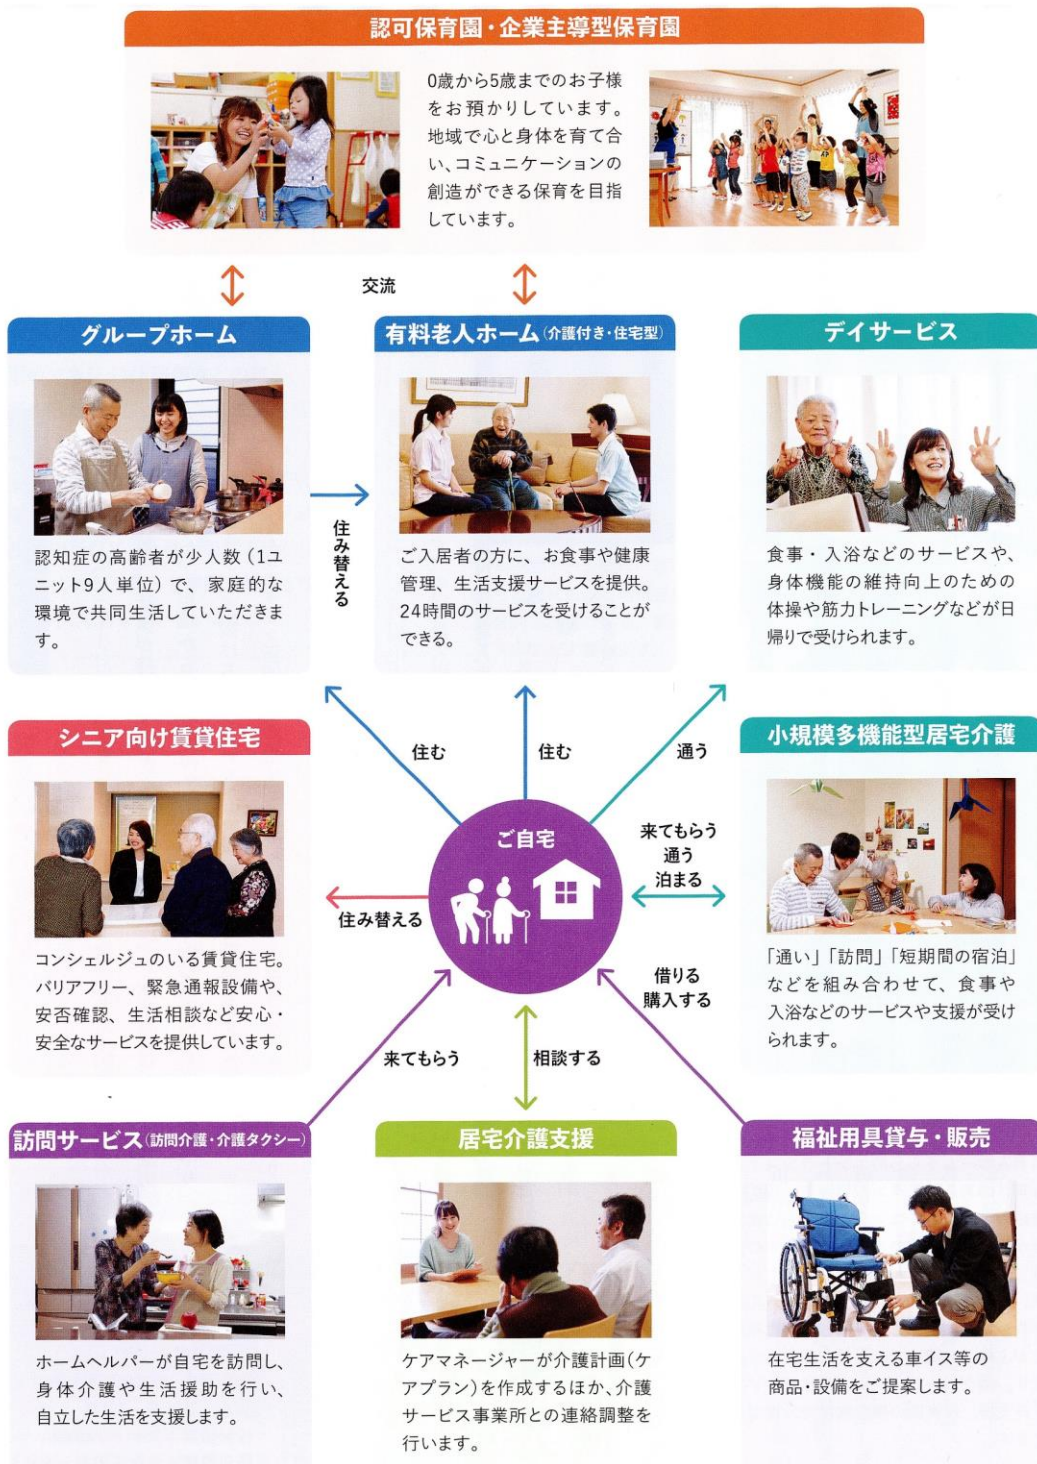 認可保育園・企業主導型保育園
0歳から5歳までのお子様
をお預かりしています。
地域で心と身体を育て合
い、コミュニケーションの
創造ができる保育を目指
しています。
交流
グループホーム
認知症の高齢者が少人数（1ユ
ニット9人単位）で、家庭的な
環境で共同生活していただきま
す。
住み替える
有料老人ホーム（介護付き・住宅型）
ご入居者の方に、お食事や健康
管理、生活支援サービスを提供。
24時間のサービスを受けることが
できる。
デイサービス
食事・入浴などのサービスや、
身体機能の維持向上のための
体操や筋力トレーニングなどが日
帰りで受けられます。
住む
住む
通う
シニア向け賃貸住宅
コンシェルジュのいる賃貸住宅。
バリアフリー、緊急通報設備や、
安否確認、生活相談など安心・
安全なサービスを提供しています。
住み替える
ご自宅
来てもらう
通う
泊まる
小規模多機能型居宅介護
「通い」「訪問」「短期間の宿泊」
などを組み合わせて、食事や
入浴などのサービスや支援が受け
られます。
借りる
購入する
来てもらう
相談する
訪問サービス（訪問介護・介護タクシー）
ホームヘルパーが自宅を訪問し、
身体介護や生活援助を行い、
自立した生活を支援します。
居宅介護支援
ケアマネージャーが介護計画（ケ
アプラン）を作成するほか、介護
サービス事業所との連絡調整を
行います。
福祉用具貸与・販売
在宅生活を支える車イス等の
商品・設備をご提案します。